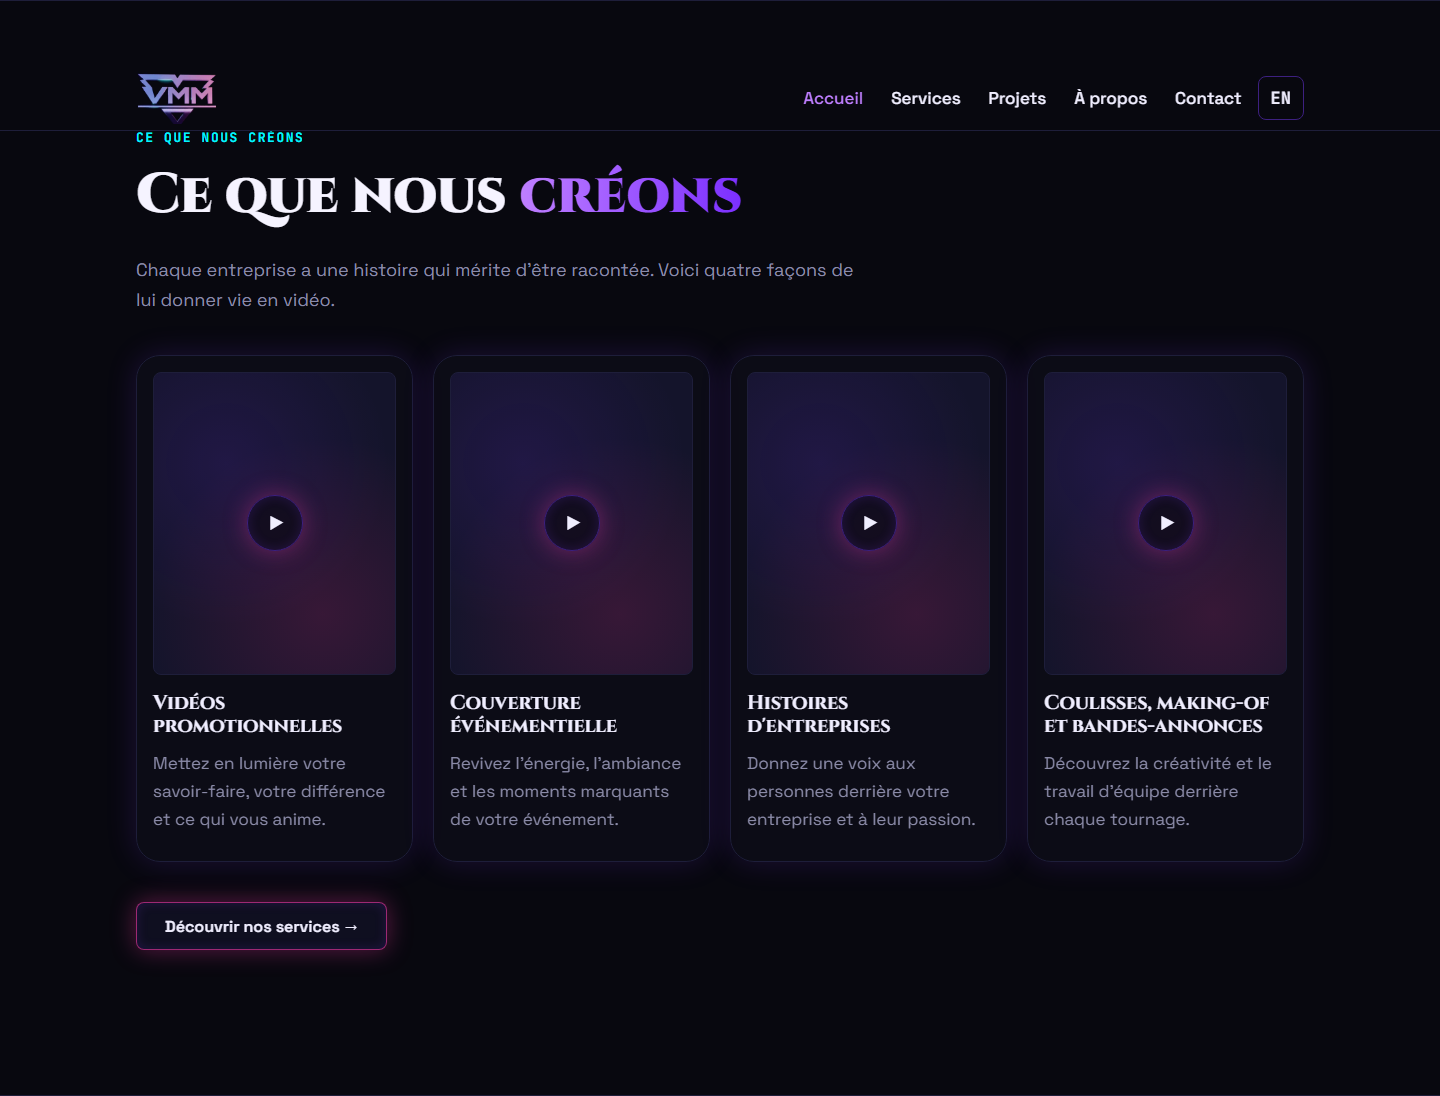 VMM
Accueil Services Projets À propos Contact EN
CE QUE NOUS CRÉONS
Ce que nous créons
Chaque entreprise a une histoire qui mérite d’être racontée. Voici quatre façons de
lui donner vie en vidéo.
Vidéos
promotionnelles
Mettez en lumière votre
savoir-faire, votre différence
et ce qui vous anime.
Couverture
événementielle
Revivez l’énergie, l’ambiance
et les moments marquants
de votre événement.
Histoires
d'entreprises
Donnez une voix aux
personnes derrière votre
entreprise et à leur passion.
Coulisses, making-of
et bandes-annonces
Découvrez la créativité et le
travail d’équipe derrière
chaque tournage.
Découvrir nos services →